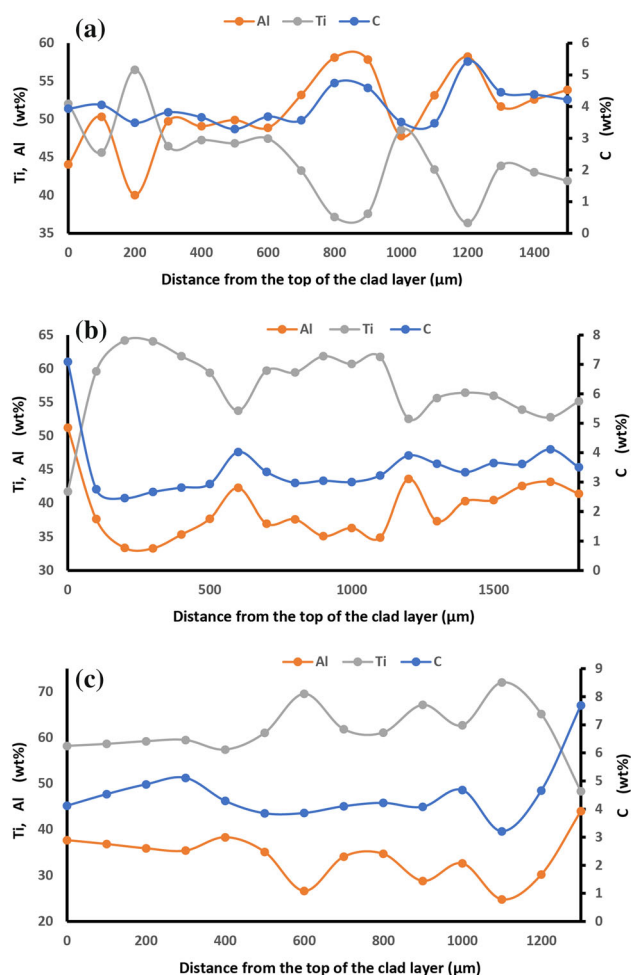 (a)
Al Ti C
60 6
55 5
50 4
3
45 2
40 1
35 0
0 200 400 600 800 1000 1200 1400
Ti, Al (wt%)
C (wt%)
Distance from the top of the clad layer (μm)
(b)
Al Ti C
65 8
60 7
55 6
50 5
45 4
40 3
2
35 1
30 0
0 500 1000 1500
Ti, Al (wt%)
C (wt%)
Distance from the top of the clad layer (μm)
(c)
Al Ti C
9
70 8
60 7
6
50 5
40 4
3
30 2
1
20 0
0 200 400 600 800 1000 1200
Ti, Al (wt%)
C (wt%)
Distance from the top of the clad layer (μm)